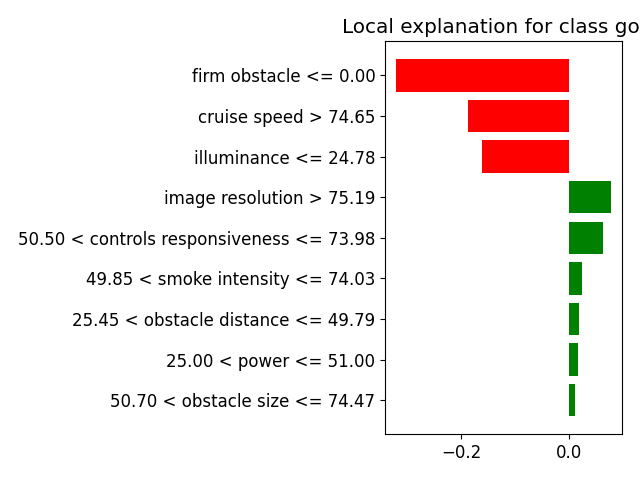 Local explanation for class go
firm obstacle <= 0.00
cruise speed > 74.65
illuminance <= 24.78
image resolution > 75.19
50.50 < controls responsiveness <= 73.98
49.85 < smoke intensity <= 74.03
25.45 < obstacle distance <= 49.79
25.00 < power <= 51.00
50.70 < obstacle size <= 74.47
−0.2 0.0